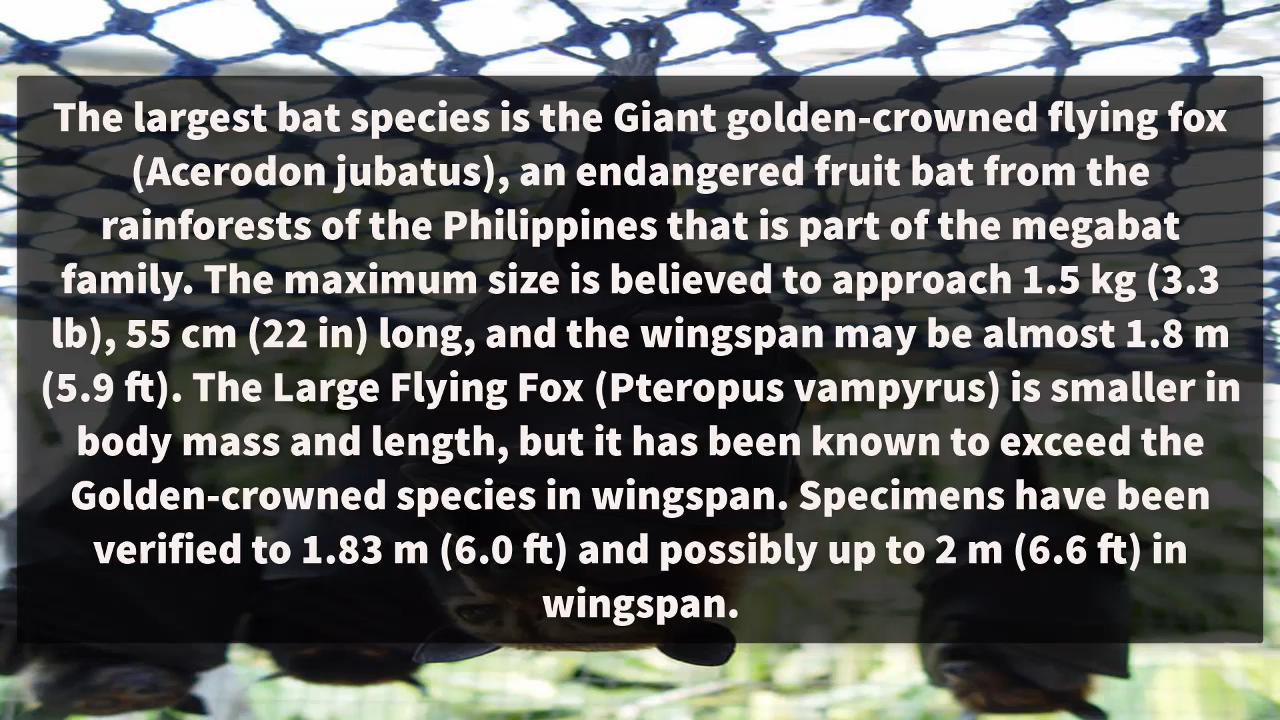 The largest bat species is the Giant golden-crowned flying fox
(Acerodon jubatus), an endangered fruit bat from the
rainforests of the Philippines that is part of the megabat
family. The maximum size is believed to approach 1.5 kg (3.3
lb), 55 cm (22 in) long, and the wingspan may be almost 1.8 m
(5.9 ft). The Large Flying Fox (Pteropus vampyrus) is smaller in
body mass and length, but it has been known to exceed the
Golden-crowned species in wingspan. Specimens have been
verified to 1.83 m (6.0 ft) and possibly up to 2 m (6.6 ft) in
wingspan.